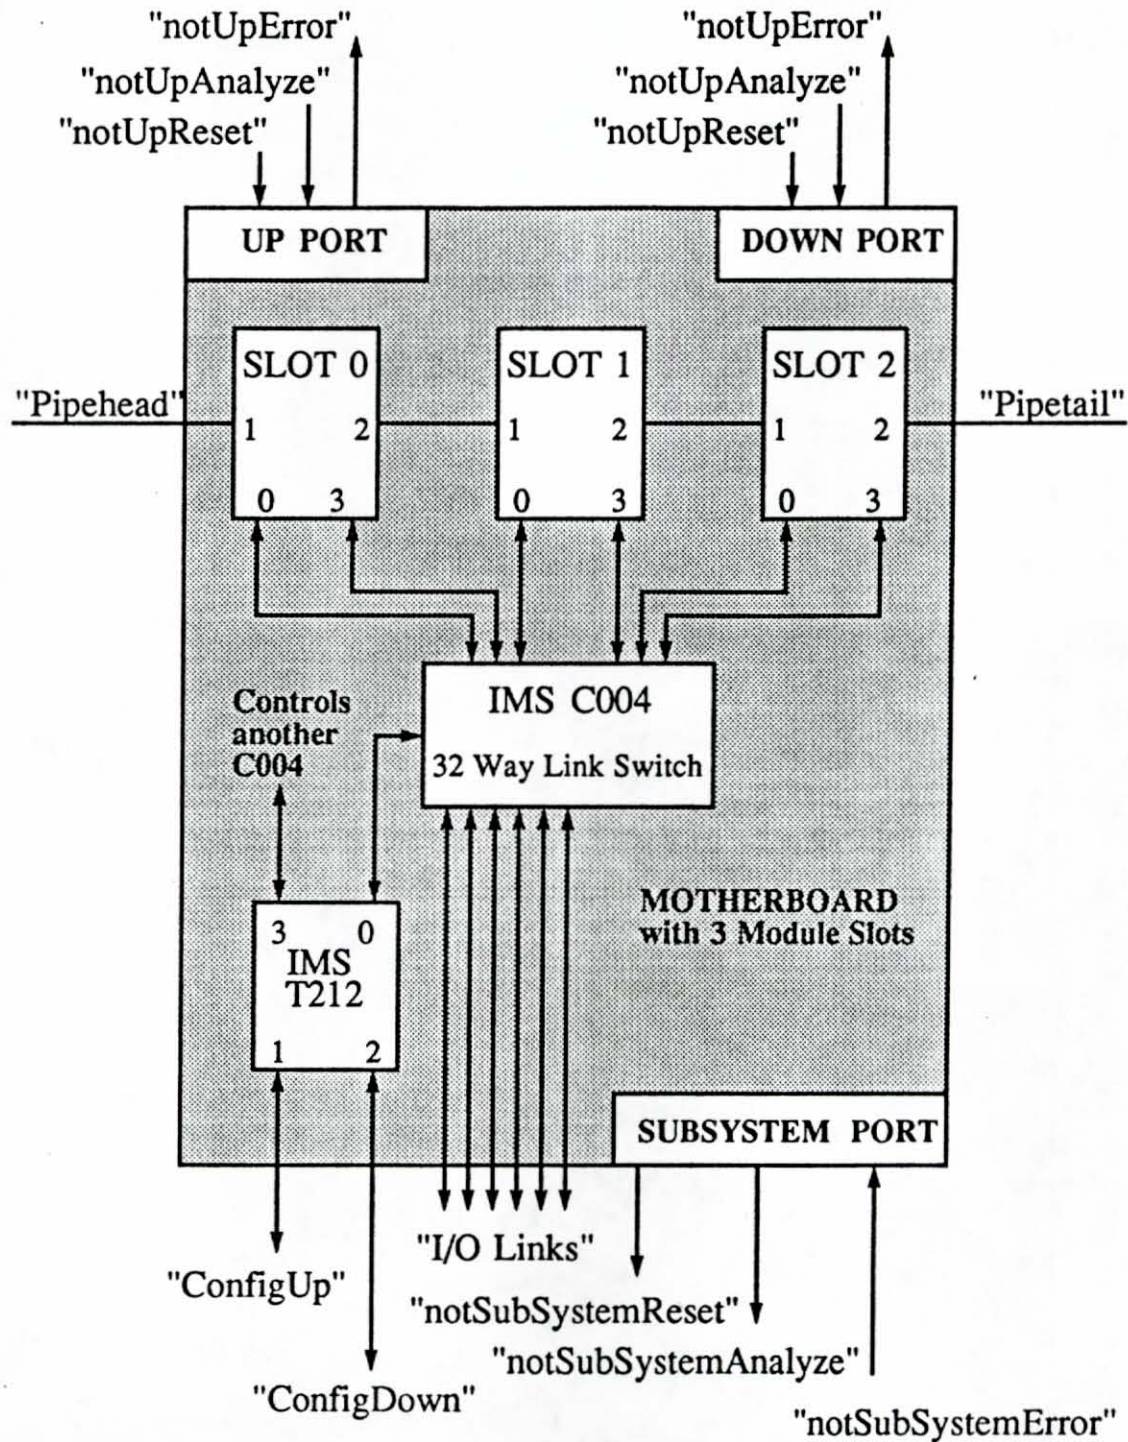 "notUpError"
"notUpAnalyze"
"notUpReset"
"notUpError"
"notUpAnalyze"
"notUpReset"
UP PORT
DOWN PORT
"Pipehead"
SLOT 0
1 2
0 3
SLOT 1
1 2
0 3
SLOT 2
1 2
0 3
"Pipetail"
IMS C004
32 Way Link Switch
Controls
another
C004
3 0
IMS
T212
1 2
MOTHERBOARD
with 3 Module Slots
SUBSYSTEM PORT
"I/O Links"
"ConfigUp"
"notSubSystemReset"
"notSubSystemAnalyze"
"ConfigDown"
"notSubSystemError"